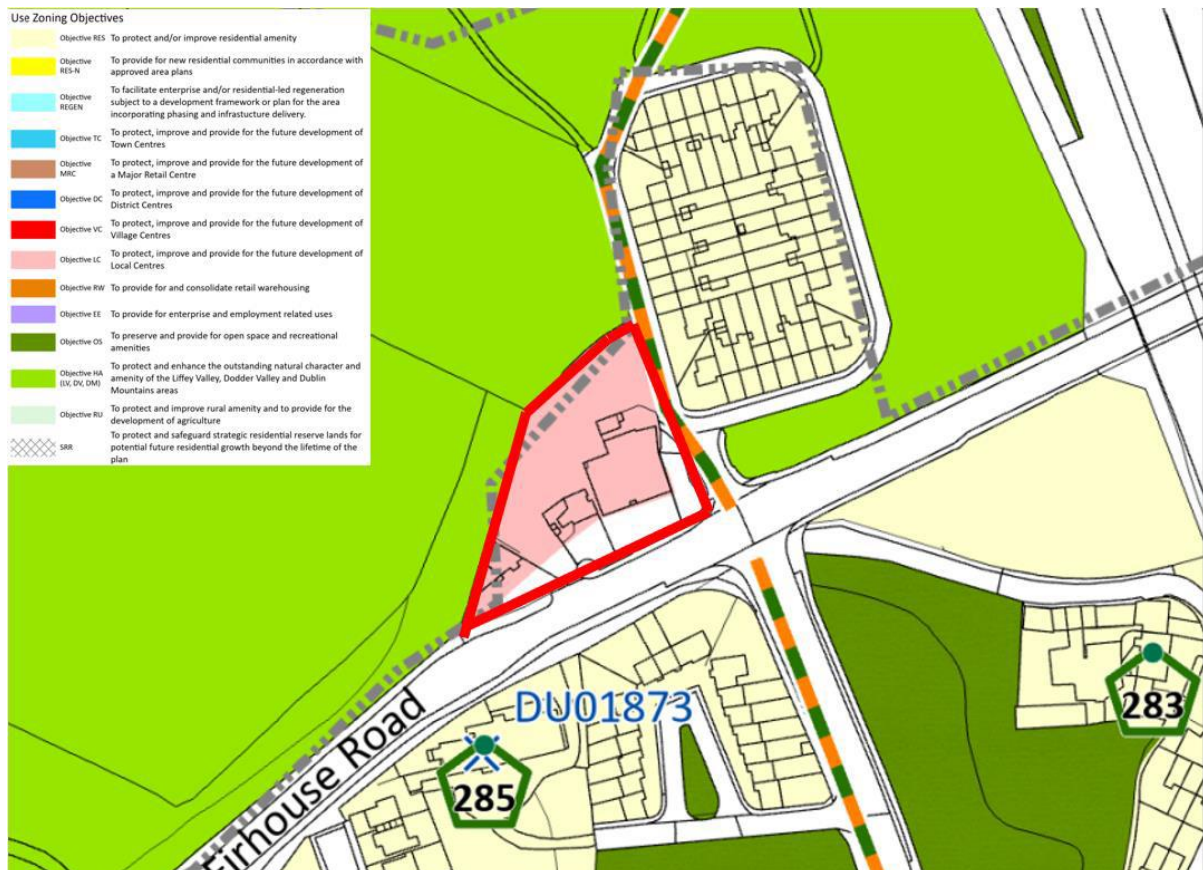 Use Zoning Objectives
Objective RES To protect and/or improve residential amenity
Objective RES-N To provide for new residential communities in accordance with
approved area plans
Objective REGEN To facilitate enterprise and/or residential-led regeneration
subject to a development framework or plan for the area
incorporating phasing and infrastucture delivery.
Objective TC To protect, improve and provide for the future development of
Town Centres
Objective MRC To protect, improve and provide for the future development of
a Major Retail Centre
Objective DC To protect, improve and provide for the future development of
District Centres
Objective VC To protect, improve and provide for the future development of
Village Centres
Objective LC To protect, improve and provide for the future development of
Local Centres
Objective RW To provide for and consolidate retail warehousing
Objective EE To provide for enterprise and employment related uses
Objective OS To preserve and provide for open space and recreational
amenities
Objective HA (LV, DV, DM) To protect and enhance the outstanding natural character and
amenity of the Liffey Valley, Dodder Valley and Dublin
Mountains areas
Objective RU To protect and improve rural amenity and to provide for the
development of agriculture
SRR To protect and safeguard strategic residential reserve lands for
potential future residential growth beyond the lifetime of the
plan
DU01873
283
285
Firhouse Road